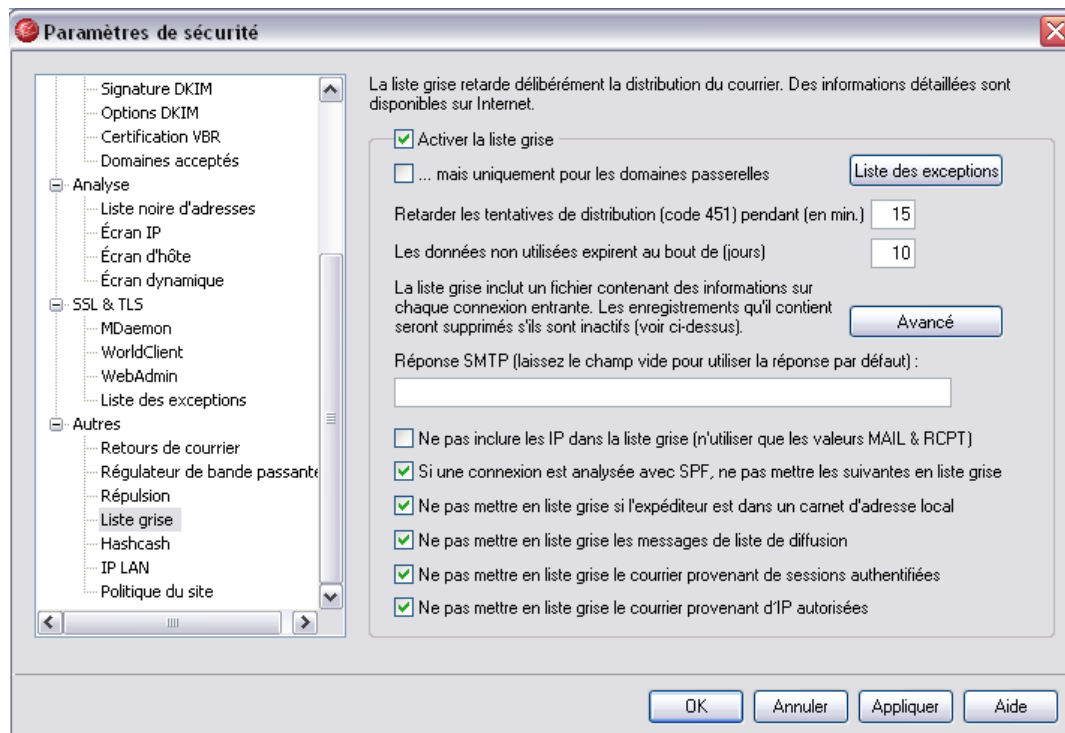 Paramètres de sécurité
Signature DKIM
Options DKIM
Certification VBR
Domaines acceptés
Analyse
Liste noire d'adresses
Écran IP
Écran d'hôte
Écran dynamique
SSL & TLS
MDaemon
WorldClient
WebAdmin
Liste des exceptions
Autres
Retours de courrier
Régulateur de bande passante
Répulsion
Liste grise
Hashcash
IP LAN
Politique du site
La liste grise retarde délibérément la distribution du courrier. Des informations détaillées sont
disponibles sur Internet.
Activer la liste grise
... mais uniquement pour les domaines passerelles
Liste des exceptions
Retarder les tentatives de distribution (code 451) pendant (en min.) 15
Les données non utilisées expirent au bout de (jours) 10
La liste grise inclut un fichier contenant des informations sur
chaque connexion entrante. Les enregistrements qu'il contient
seront supprimés s'ils sont inactifs (voir ci-dessus).
Avancé
Réponse SMTP (laissez le champ vide pour utiliser la réponse par défaut) :
Ne pas inclure les IP dans la liste grise (n'utiliser que les valeurs MAIL & RCPT)
Si une connexion est analysée avec SPF, ne pas mettre les suivantes en liste grise
Ne pas mettre en liste grise si l'expéditeur est dans un carnet d'adresse local
Ne pas mettre en liste grise les messages de liste de diffusion
Ne pas mettre en liste grise le courrier provenant de sessions authentifiées
Ne pas mettre en liste grise le courrier provenant d'IP autorisées
OK
Annuler
Appliquer
Aide